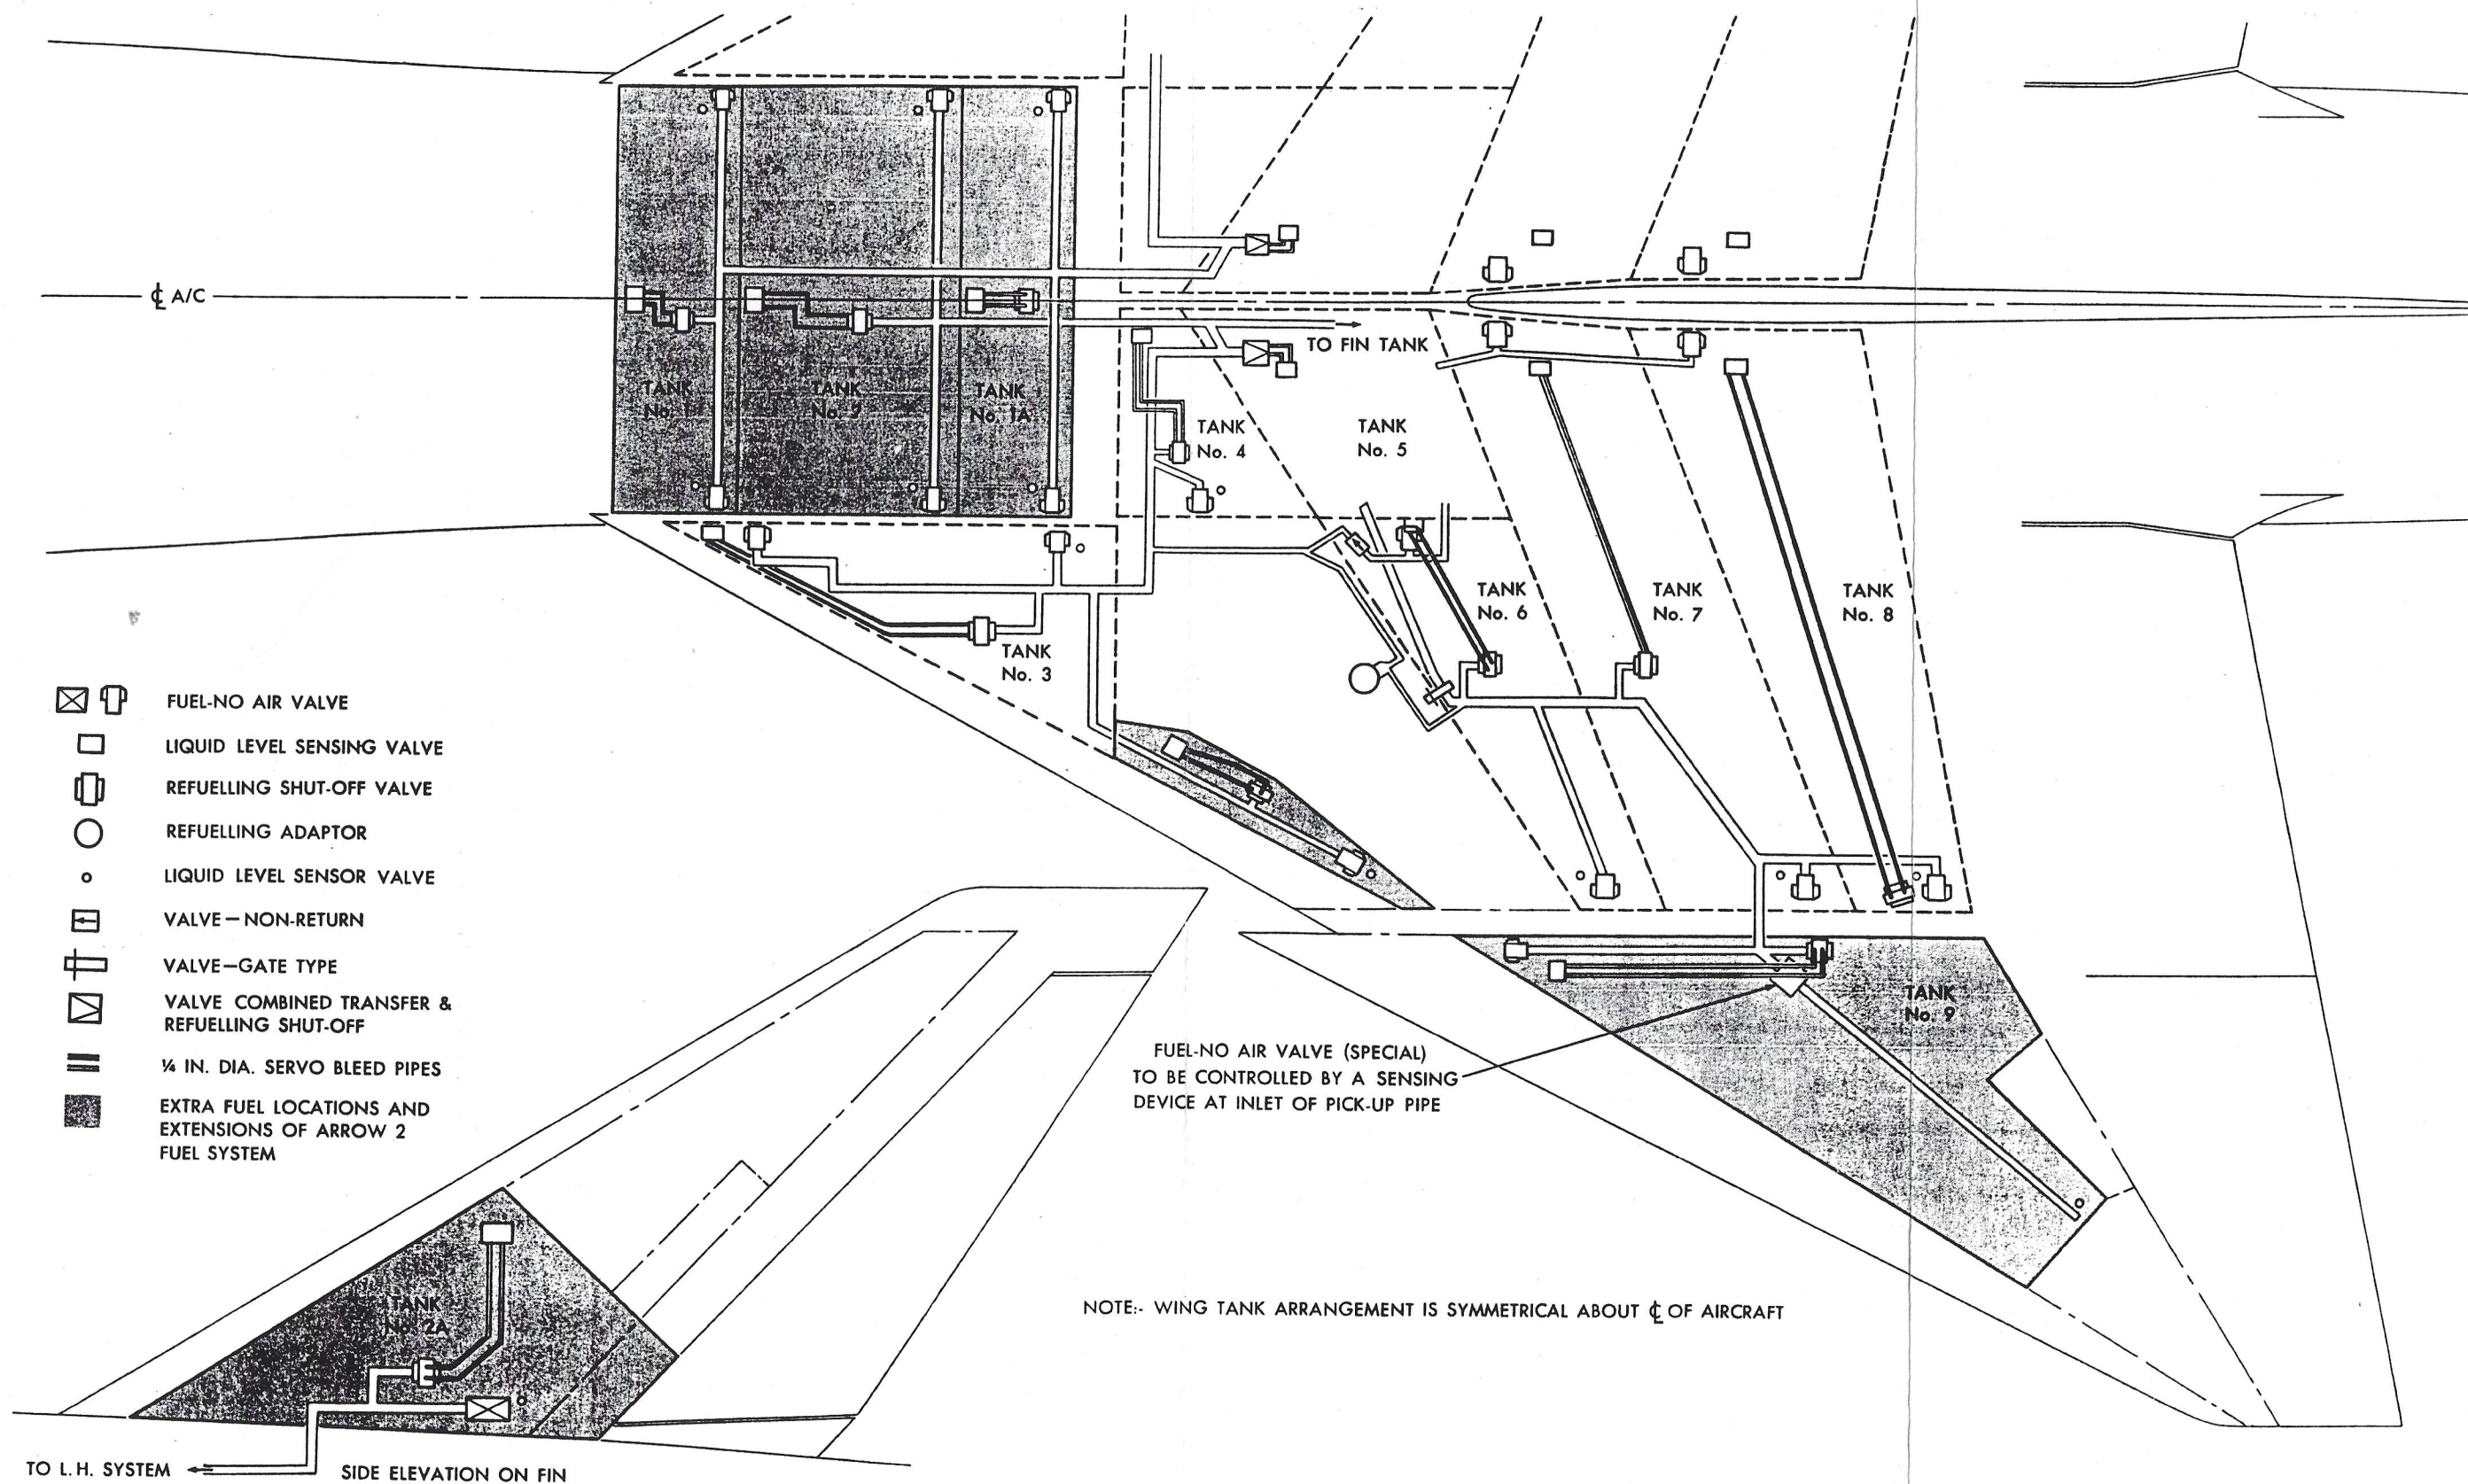 ℄ A/C
TANK
No. 1
TANK
No. 2
TANK
No. 1A
TO FIN TANK
TANK
No. 4
TANK
No. 5
TANK
No. 6
TANK
No. 7
TANK
No. 8
TANK
No. 3
FUEL-NO AIR VALVE
LIQUID LEVEL SENSING VALVE
REFUELLING SHUT-OFF VALVE
REFUELLING ADAPTOR
LIQUID LEVEL SENSOR VALVE
VALVE — NON-RETURN
VALVE—GATE TYPE
VALVE COMBINED TRANSFER &
REFUELLING SHUT-OFF
¼ IN. DIA. SERVO BLEED PIPES
EXTRA FUEL LOCATIONS AND
EXTENSIONS OF ARROW 2
FUEL SYSTEM
TANK
No. 9
FUEL-NO AIR VALVE (SPECIAL)
TO BE CONTROLLED BY A SENSING
DEVICE AT INLET OF PICK-UP PIPE
TANK
No. 2A
NOTE:- WING TANK ARRANGEMENT IS SYMMETRICAL ABOUT ℄ OF AIRCRAFT
TO L.H. SYSTEM
SIDE ELEVATION ON FIN